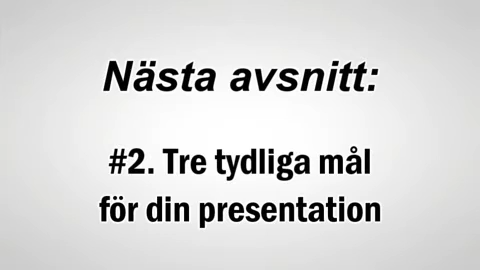 Nästa avsnitt:
#2. Tre tydliga mål
för din presentation